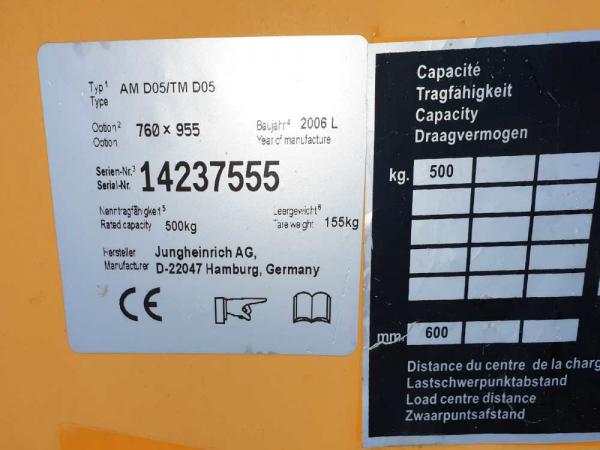 Typ¹ AM D05/TM D05
Type
Option² 760 × 955 Baujahr⁴ 2006 L
Option Year of manufacture
Serien-Nr.³ 14237555
Serial-Nr.
Nenntragfähigkeit⁵ 500kg Leergewicht⁶ 155kg
Rated capacity Tare weight
Hersteller Jungheinrich AG,
Manufacturer D-22047 Hamburg, Germany
CE
Capacité
Tragfähigkeit
Capacity
Draagvermogen
kg. 500
mm 600
Distance du centre de la charg
Lastschwerpunktabstand
Load centre distance
Zwaarpuntsafstand